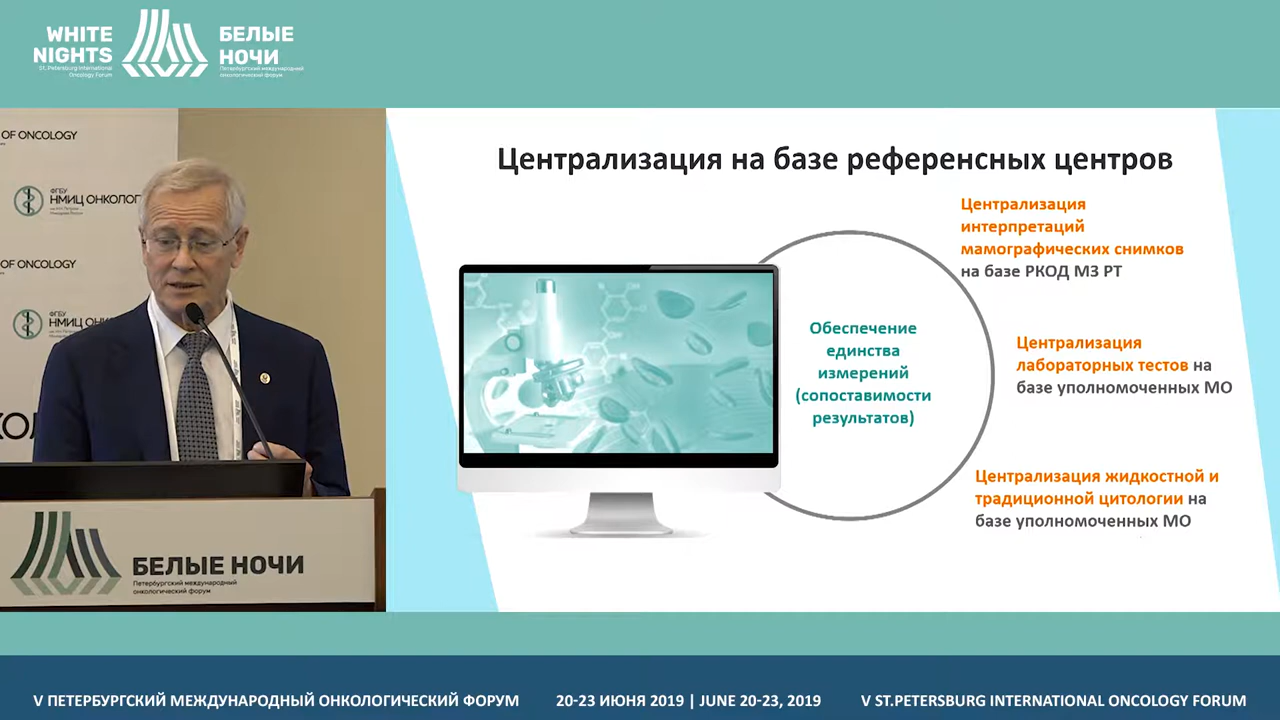 WHITE
NIGHTS
St. Petersburg International
Oncology Forum
БЕЛЫЕ
НОЧИ
Петербургский международный
онкологический форум
OF ONCOLOGY
ФГБУ
НМИЦ ОНКОЛОГ
OF ONCOLOGY
ФГБУ
НМИЦ ОНК
БЕЛЫЕ НОЧИ
Петербургский международный
онкологический форум
Централизация на базе референсных центров
Централизация
интерпретаций
мамографических снимков
на базе РКОД МЗ РТ
Обеспечение
единства
измерений
(сопоставимости
результатов)
Централизация
лабораторных тестов на
базе уполномоченных МО
Централизация жидкостной и
традиционной цитологии на
базе уполномоченных МО
V ПЕТЕРБУРГСКИЙ МЕЖДУНАРОДНЫЙ ОНКОЛОГИЧЕСКИЙ ФОРУМ
20-23 ИЮНЯ 2019 | JUNE 20-23, 2019
V ST.PETERSBURG INTERNATIONAL ONCOLOGY FORUM